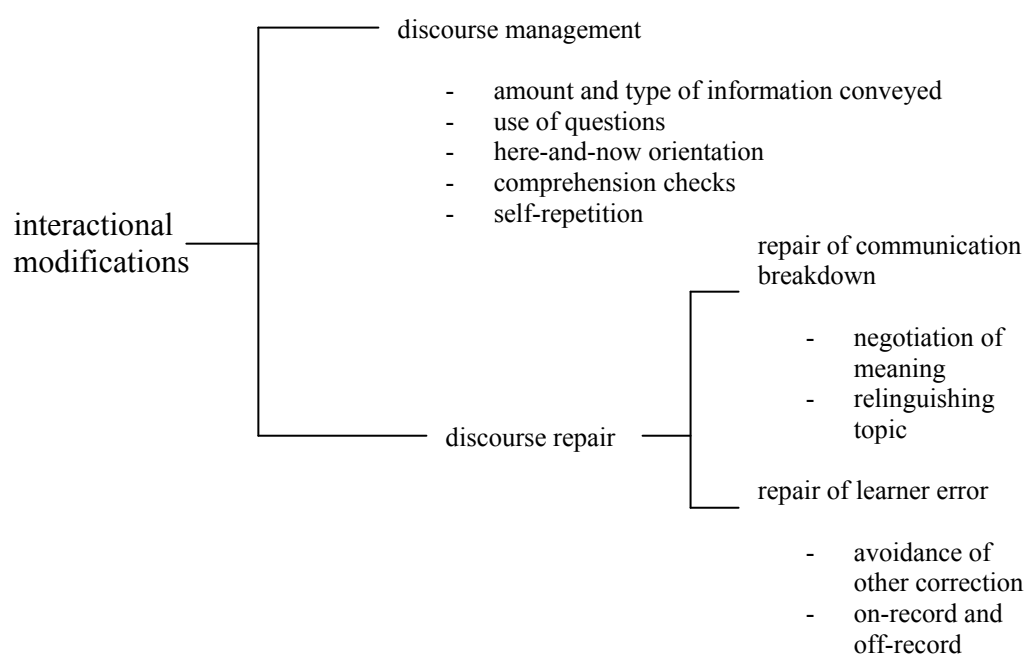 discourse management
- amount and type of information conveyed
- use of questions
- here-and-now orientation
- comprehension checks
- self-repetition
interactional
modifications
repair of communication
breakdown
- negotiation of
meaning
- relinguishing
topic
discourse repair
repair of learner error
- avoidance of
other correction
- on-record and
off-record